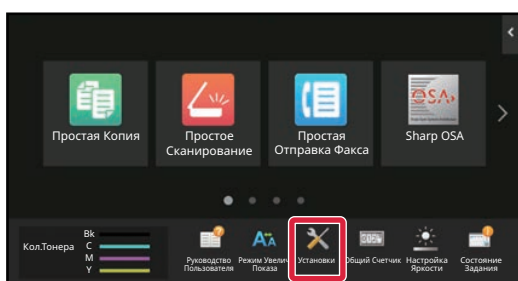 Простая Копия
Простое
Сканирование
Простая
Отправка Факса
Sharp OSA
OSA
Кол.Тонера
Bk
C
M
Y
Руководство
Пользователя
Режим Увелич
Показа
Установки
Общий Счетчик
Настройка
Яркости
Состояние
Задания